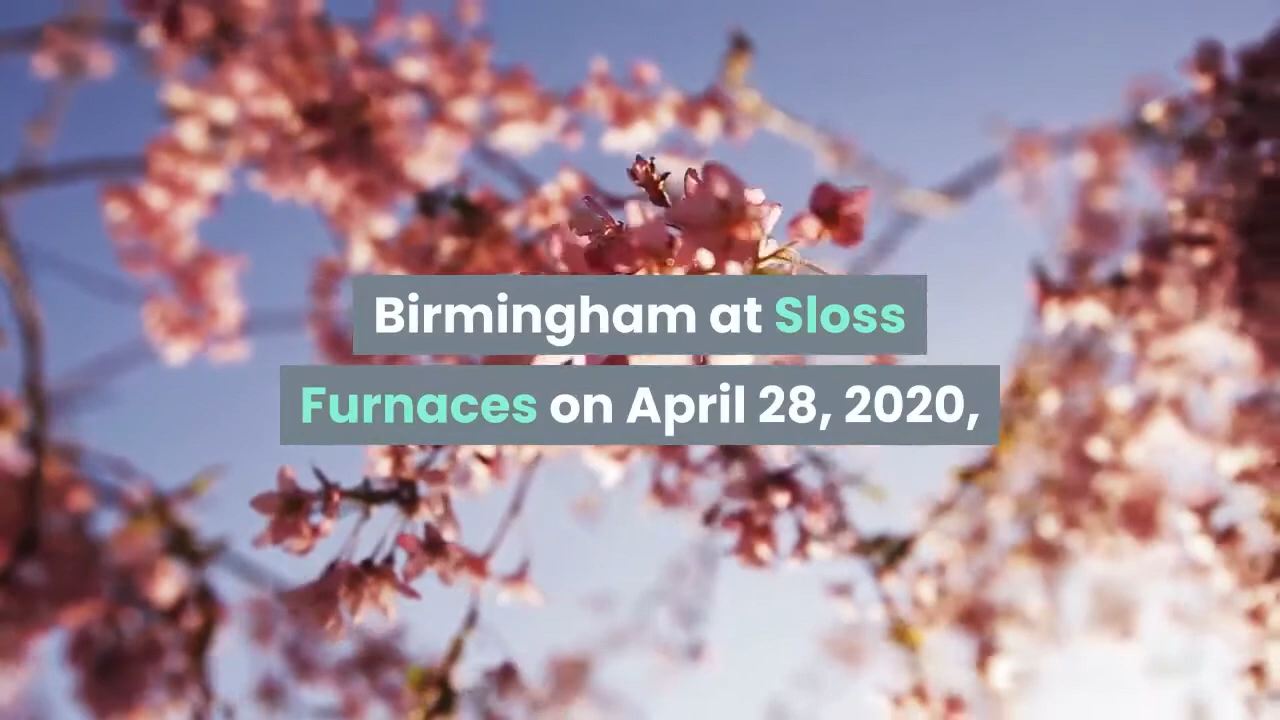 Birmingham at Sloss
Furnaces on April 28, 2020,